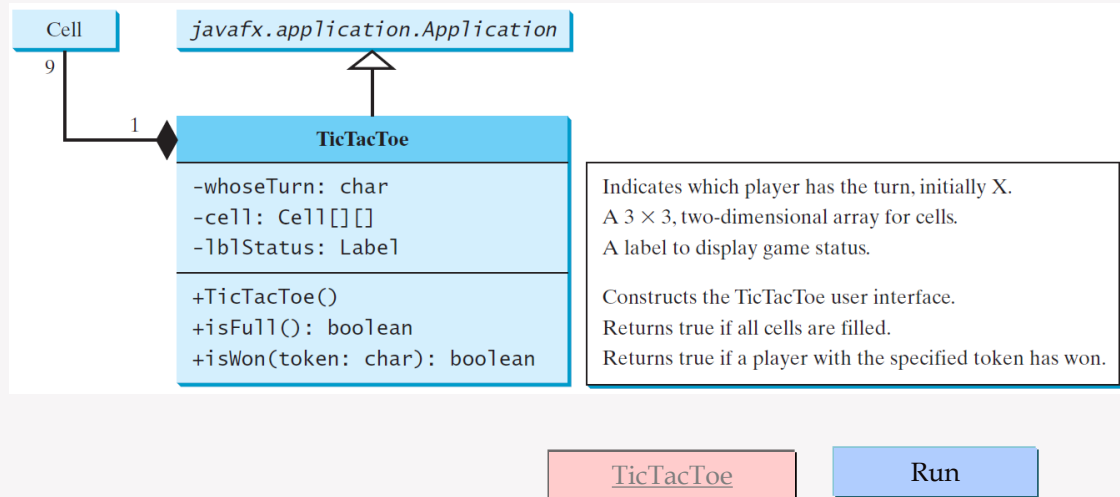 Cell
javafx.application.Application
9
1
TicTacToe
-whoseTurn: char
-cell: Cell[][]
-lblStatus: Label
+TicTacToe()
+isFull(): boolean
+isWon(token: char): boolean
Indicates which player has the turn, initially X.
A 3 × 3, two-dimensional array for cells.
A label to display game status.
Constructs the TicTacToe user interface.
Returns true if all cells are filled.
Returns true if a player with the specified token has won.
TicTacToe
Run